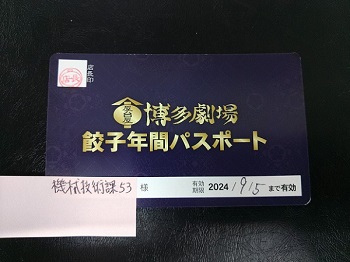 店長印
博多劇場
餃子年間パスポート
機械技術課53
様
有効期限 2024 / 9 / 5 まで有効